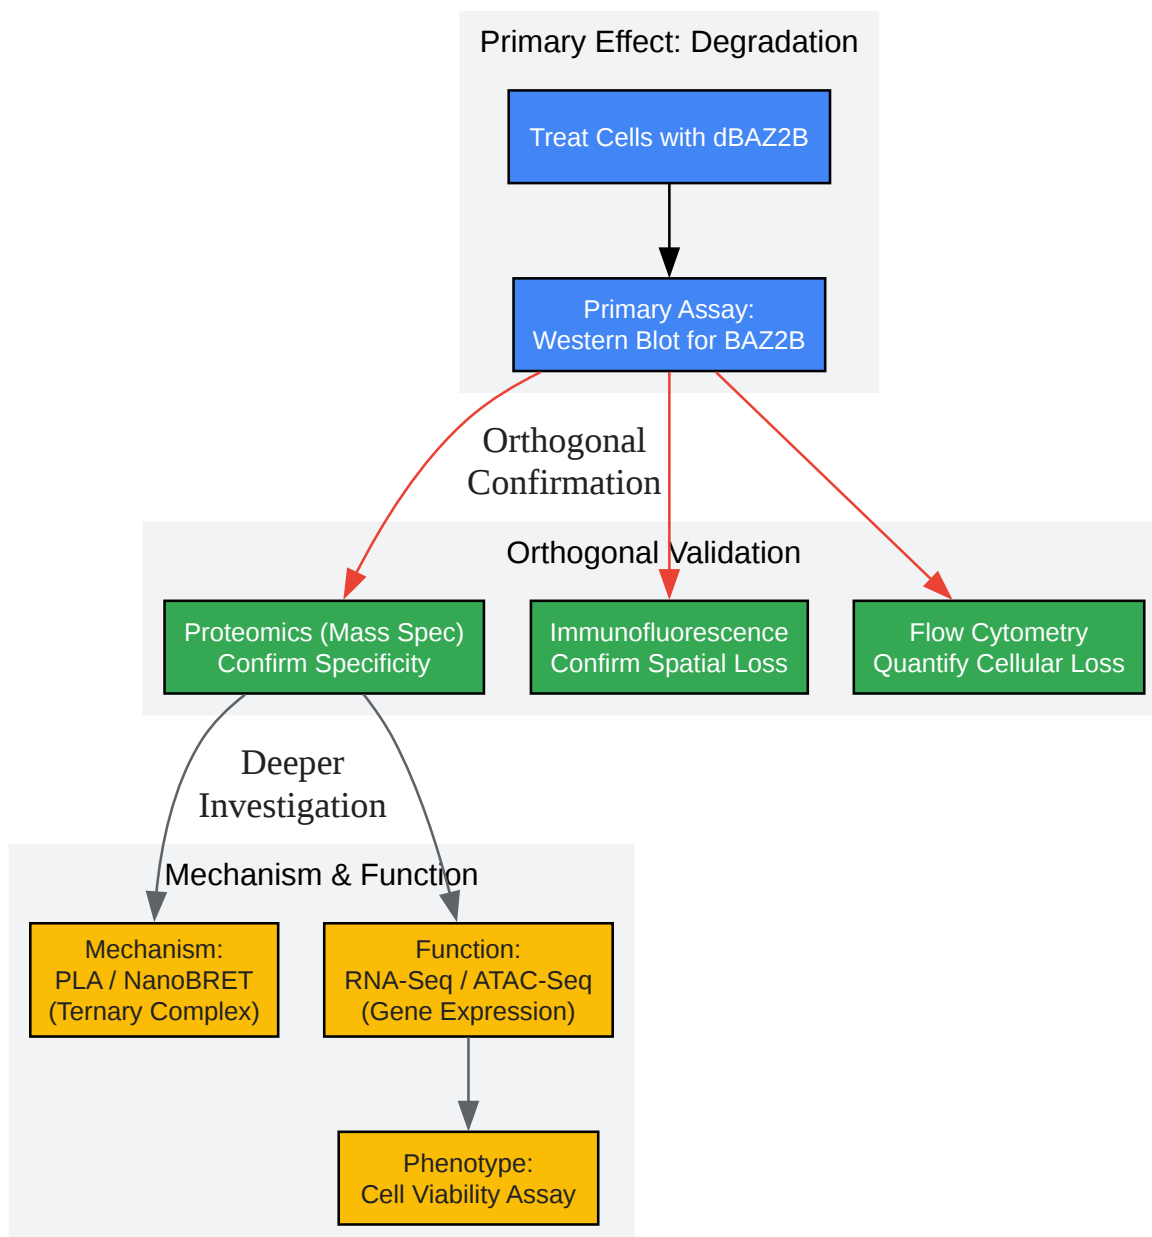 Primary Effect: Degradation
Treat Cells with dBAZ2B
Primary Assay:
Western Blot for BAZ2B
Orthogonal
Confirmation
Orthogonal Validation
Proteomics (Mass Spec)
Confirm Specificity
Immunofluorescence
Confirm Spatial Loss
Flow Cytometry
Quantify Cellular Loss
Deeper
Investigation
Mechanism & Function
Mechanism:
PLA / NanoBRET
(Ternary Complex)
Function:
RNA-Seq / ATAC-Seq
(Gene Expression)
Phenotype:
Cell Viability Assay